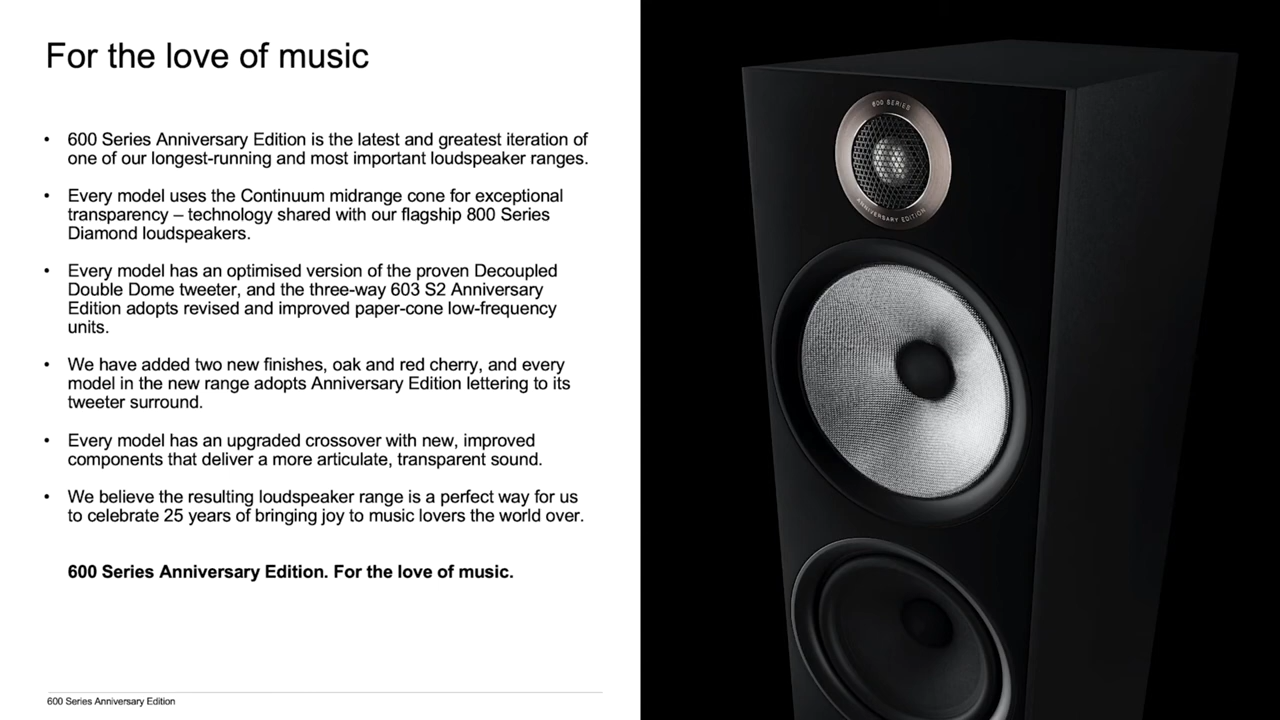 For the love of music
• 600 Series Anniversary Edition is the latest and greatest iteration of
one of our longest-running and most important loudspeaker ranges.
• Every model uses the Continuum midrange cone for exceptional
transparency – technology shared with our flagship 800 Series
Diamond loudspeakers.
• Every model has an optimised version of the proven Decoupled
Double Dome tweeter, and the three-way 603 S2 Anniversary
Edition adopts revised and improved paper-cone low-frequency
units.
• We have added two new finishes, oak and red cherry, and every
model in the new range adopts Anniversary Edition lettering to its
tweeter surround.
• Every model has an upgraded crossover with new, improved
components that deliver a more articulate, transparent sound.
• We believe the resulting loudspeaker range is a perfect way for us
to celebrate 25 years of bringing joy to music lovers the world over.
600 Series Anniversary Edition. For the love of music.
600 Series Anniversary Edition
600 SERIES
ANNIVERSARY EDITION